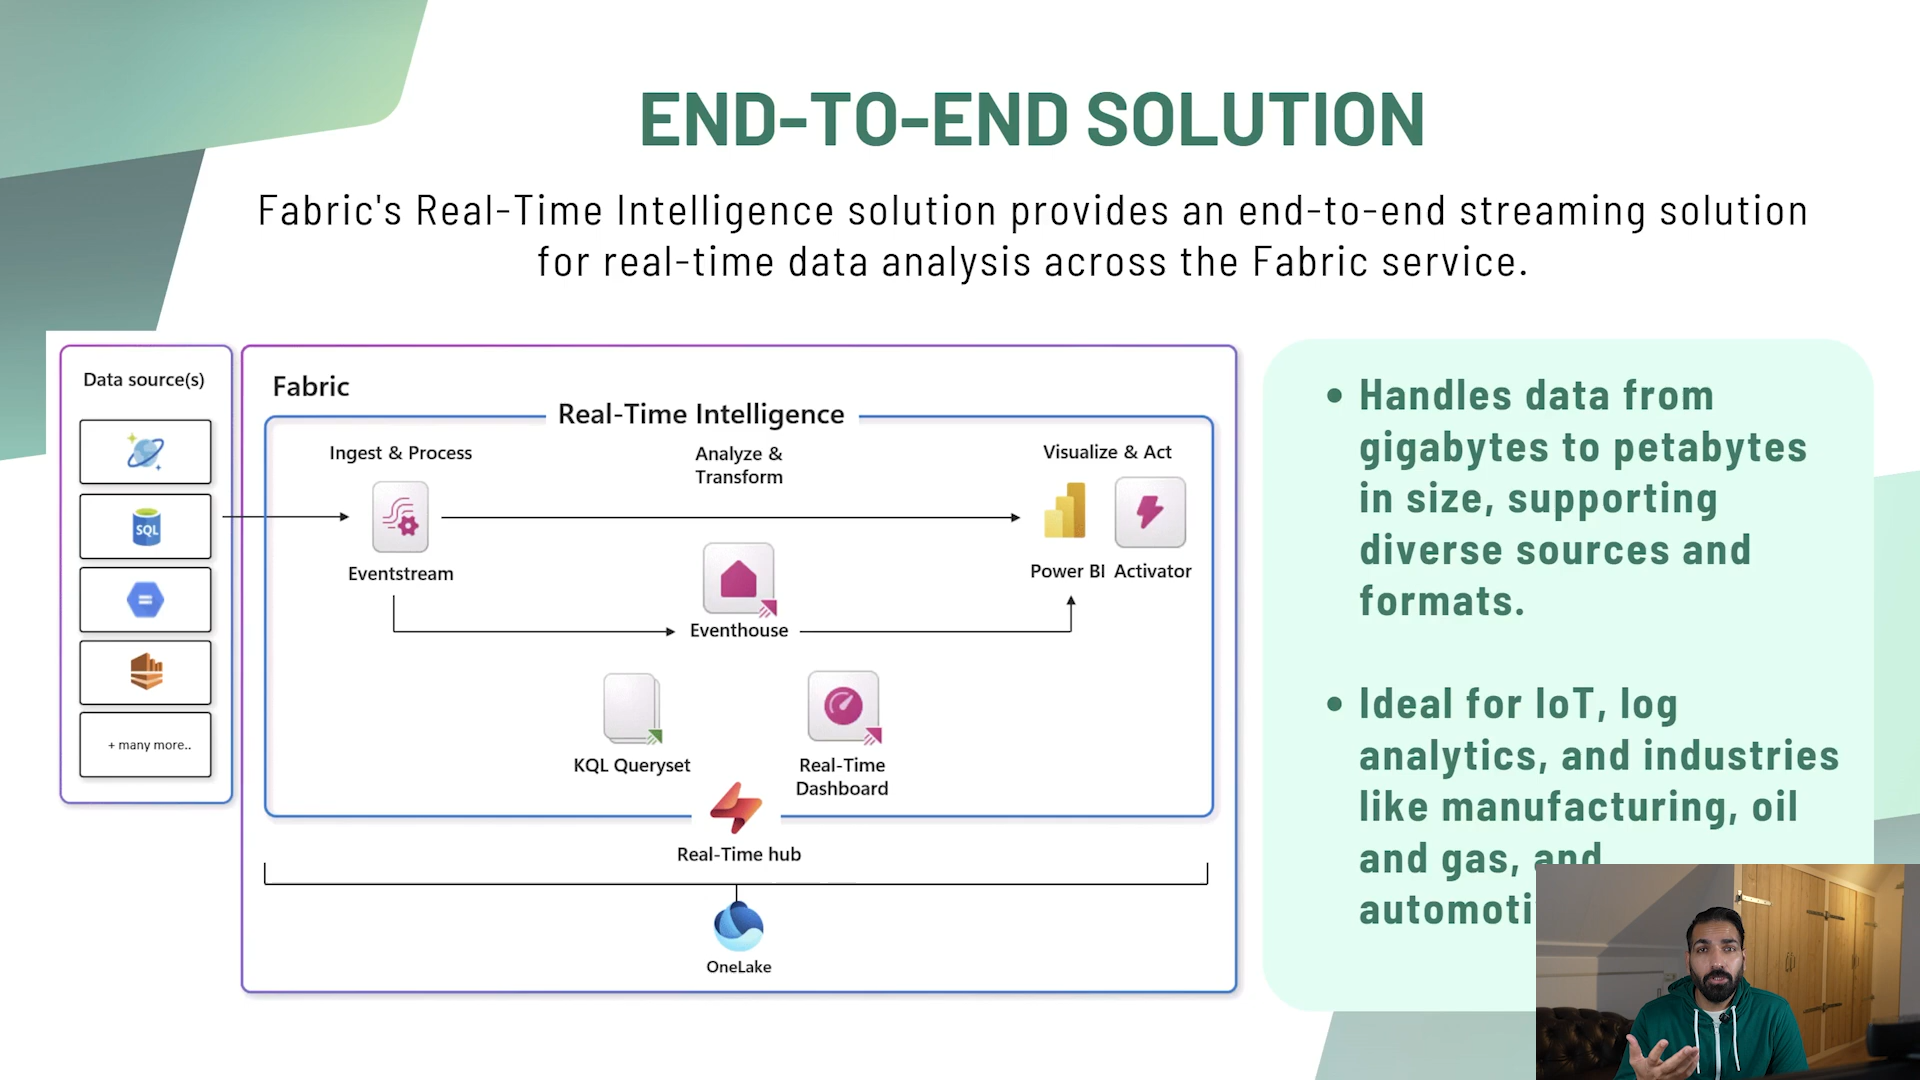 END-TO-END SOLUTION
Fabric's Real-Time Intelligence solution provides an end-to-end streaming solution
for real-time data analysis across the Fabric service.
Data source(s)
SQL
+ many more..
Fabric
Real-Time Intelligence
Ingest & Process
Analyze &
Transform
Visualize & Act
Eventstream
Eventhouse
Power BI
Activator
KQL Queryset
Real-Time
Dashboard
Real-Time hub
OneLake
• Handles data from
gigabytes to petabytes
in size, supporting
diverse sources and
formats.
• Ideal for IoT, log
analytics, and industries
like manufacturing, oil
and gas, and